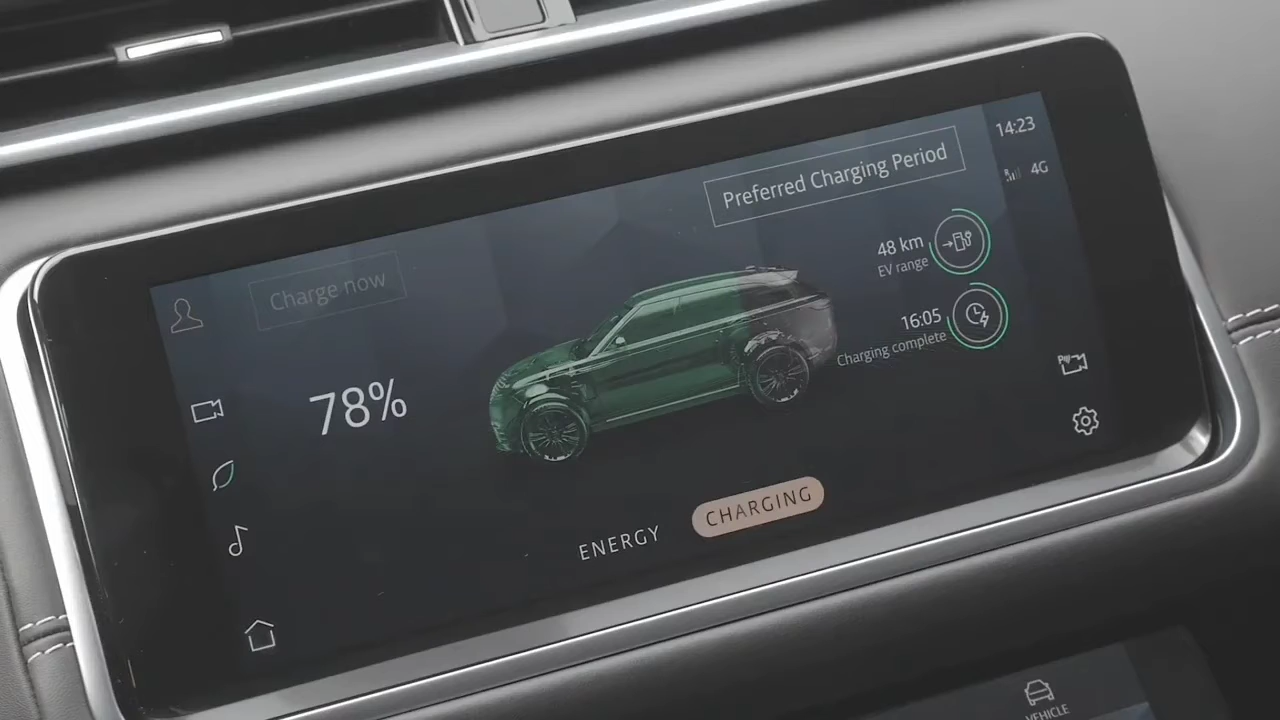 14:23
4G
Preferred Charging Period
Charge now
48 km
EV range
16:05
Charging complete
78%
ENERGY
CHARGING
VEHICLE